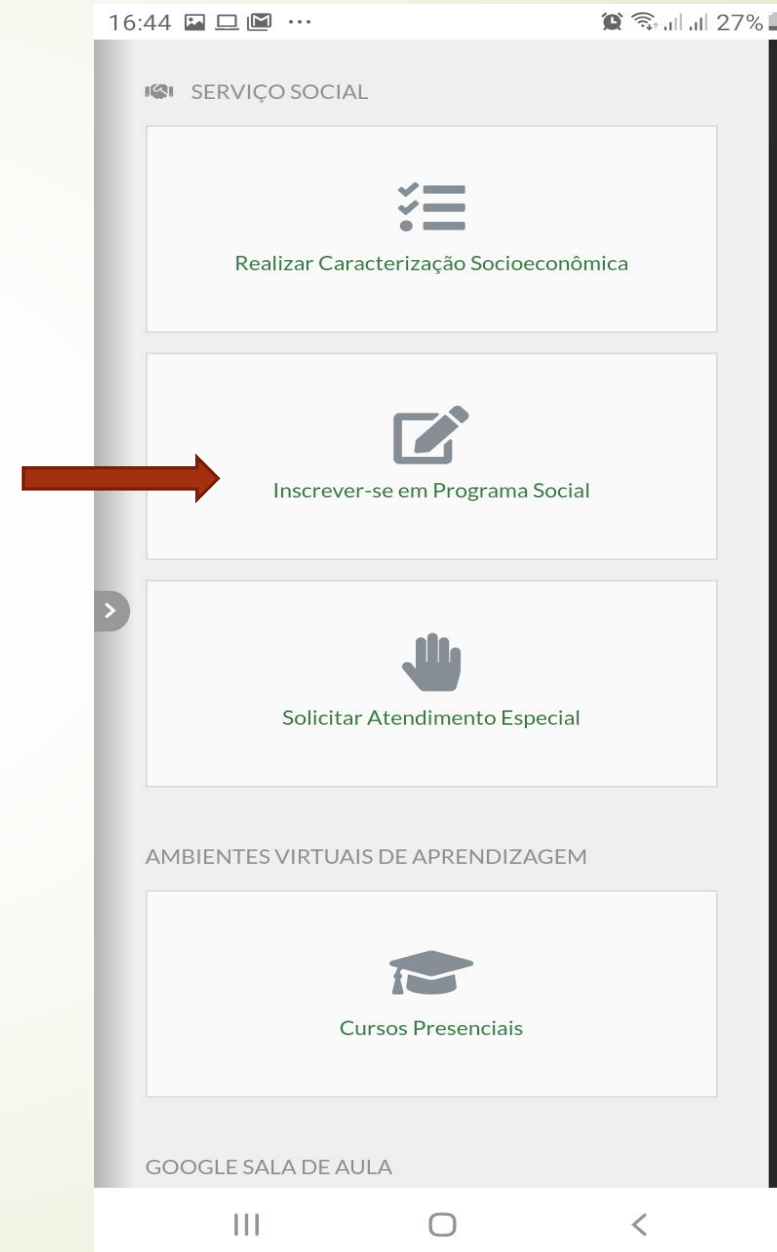 16:44 ... 27%
SERVIÇO SOCIAL
Realizar Caracterização Socioeconômica
Inscrever-se em Programa Social
Solicitar Atendimento Especial
AMBIENTES VIRTUAIS DE APRENDIZAGEM
Cursos Presenciais
GOOGLE SALA DE AULA